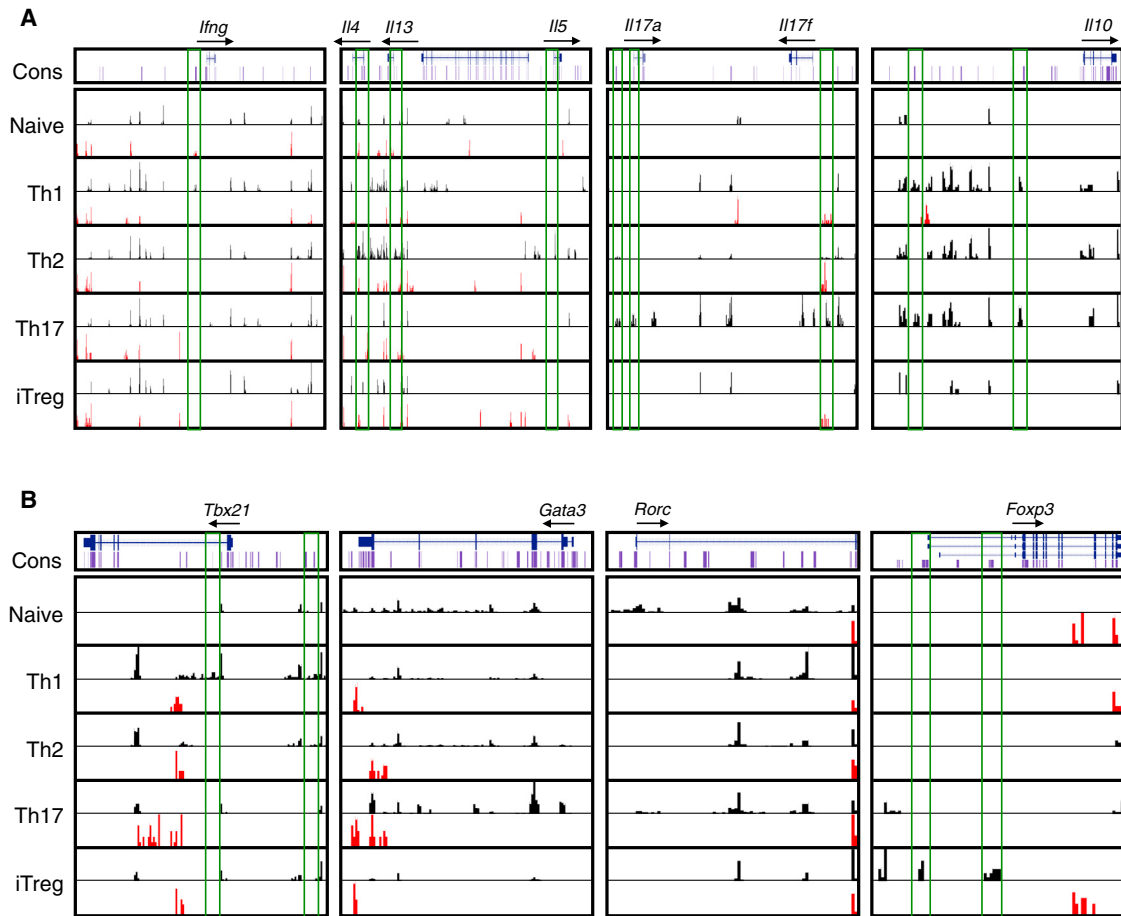 A
Ifng Il4 Il13 Il5 Il17a Il17f Il10
Cons
Naive
Th1
Th2
Th17
iTreg
B
Tbx21 Gata3 Rorc Foxp3
Cons
Naive
Th1
Th2
Th17
iTreg